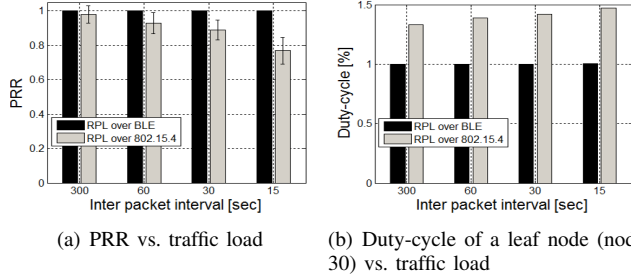 1
0.8
0.6
0.4
0.2
0
PRR
RPL over BLE
RPL over 802.15.4
300 60 30 15
Inter packet interval [sec]
(a) PRR vs. traffic load
1.5
1
0.5
0
Duty-cycle [%]
RPL over BLE
RPL over 802.15.4
300 60 30 15
Inter packet interval [sec]
(b) Duty-cycle of a leaf node (nod
30) vs. traffic load